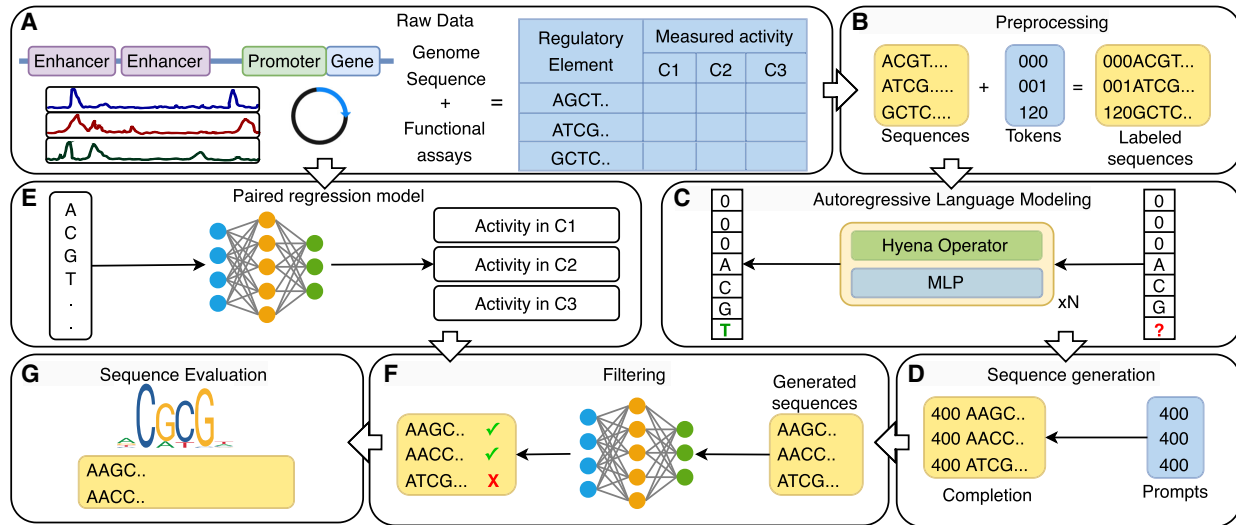 A
Raw Data
Enhancer
Enhancer
Promoter
Gene
Genome
Sequence
+
Functional
assays
=
Regulatory
Element
Measured activity
C1
C2
C3
AGCT..
ATCG..
GCTC..
B
Preprocessing
ACGT....
ATCG.....
GCTC....
Sequences
+
000
001
120
Tokens
=
000ACGT...
001ATCG...
120GCTC..
Labeled
sequences
E
Paired regression model
A
C
G
T
.
.
Activity in C1
Activity in C2
Activity in C3
C
Autoregressive Language Modeling
0
0
0
A
C
G
T
Hyena Operator
MLP
xN
0
0
0
A
C
G
?
G
Sequence Evaluation
CGCG
AAGC..
AACC..
F
Filtering
AAGC.. ✓
AACC.. ✓
ATCG... X
Generated
sequences
AAGC..
AACC..
ATCG...
D
Sequence generation
400 AAGC..
400 AACC..
400 ATCG...
Completion
400
400
400
Prompts